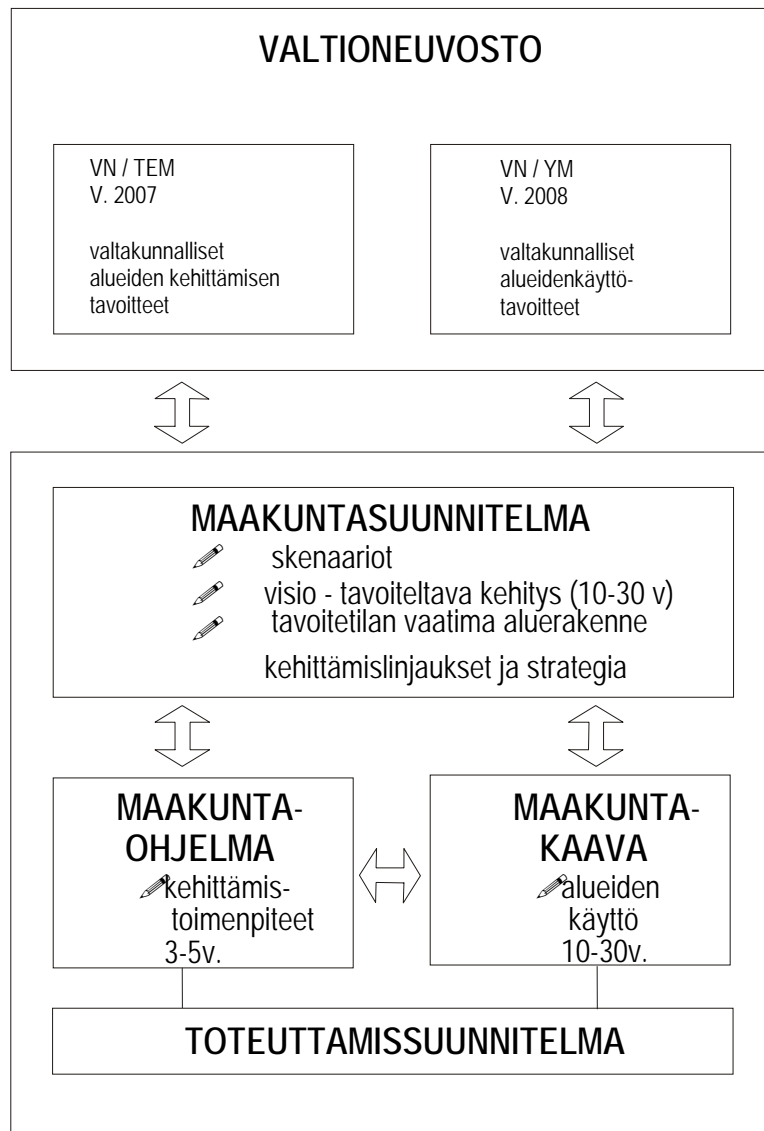 VALTIONEUVOSTO
VN / TEM
V. 2007
valtakunnalliset
alueiden kehittämisen
tavoitteet
VN / YM
V. 2008
valtakunnalliset
alueidenkäyttö-
tavoitteet
MAAKUNTASUUNNITELMA
skenaariot
visio - tavoiteltava kehitys (10-30 v)
tavoitetilan vaatima aluerakenne
kehittämislinjaukset ja strategia
MAAKUNTA-
OHJELMA
kehittämis-
toimenpiteet
3-5v.
MAAKUNTA-
KAAVA
alueiden
käyttö
10-30v.
TOTEUTTAMISSUUNNITELMA